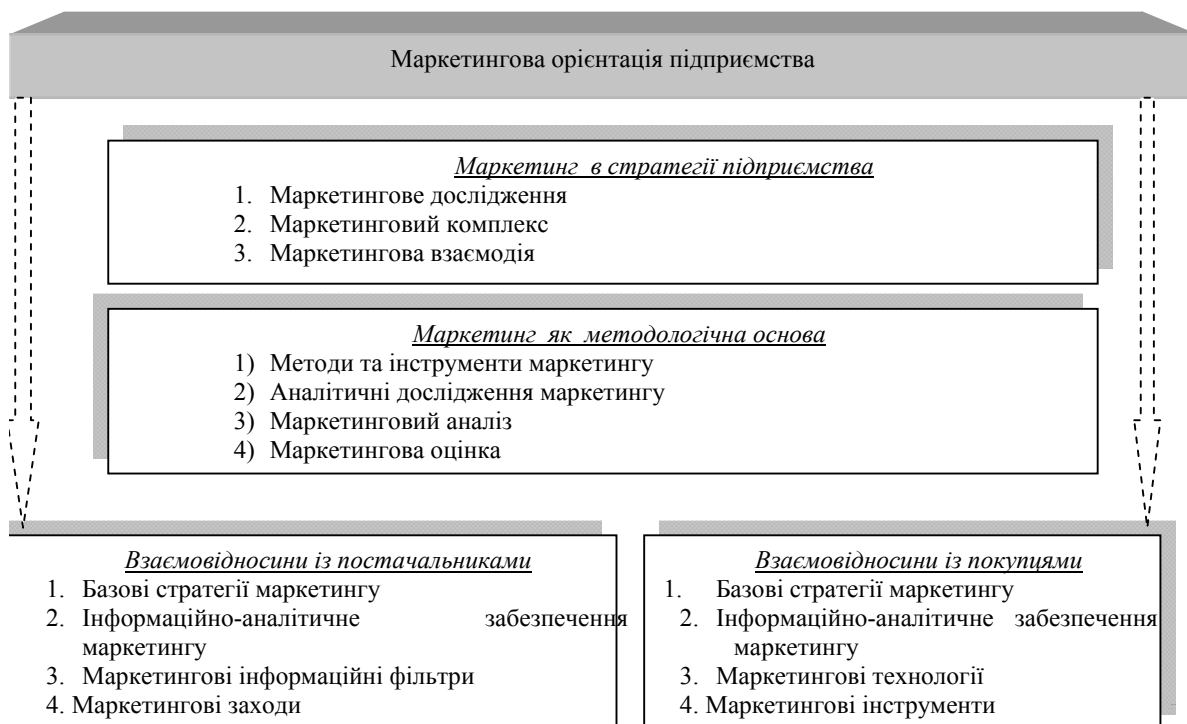 Маркетингова орієнтація підприємства
Маркетинг в стратегії підприємства
1. Маркетингове дослідження
2. Маркетинговий комплекс
3. Маркетингова взаємодія
Маркетинг як методологічна основа
1) Методи та інструменти маркетингу
2) Аналітичні дослідження маркетингу
3) Маркетинговий аналіз
4) Маркетингова оцінка
Взаємовідносини із постачальниками
1. Базові стратегії маркетингу
2. Інформаційно-аналітичне забезпечення
маркетингу
3. Маркетингові інформаційні фільтри
4. Маркетингові заходи
Взаємовідносини із покупцями
1. Базові стратегії маркетингу
2. Інформаційно-аналітичне забезпечення
маркетингу
3. Маркетингові технології
4. Маркетингові інструменти